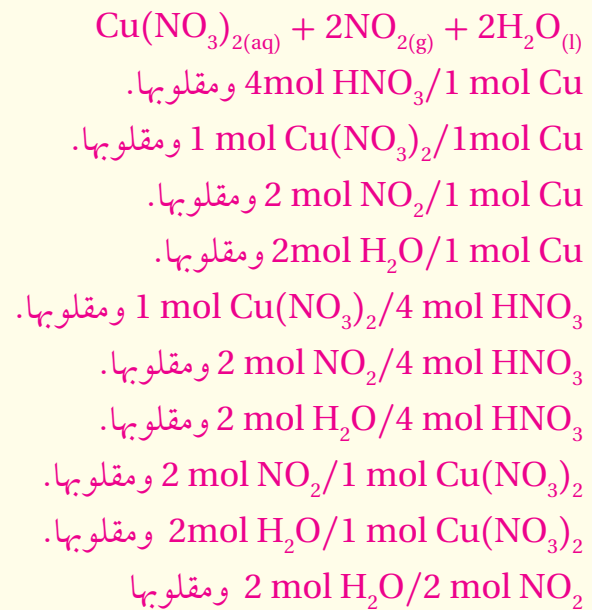 Cu(NO₃)₂(aq) + 2NO₂(g) + 2H₂O(l)
4mol HNO₃/1 mol Cu ومقلوبها.
1 mol Cu(NO₃)₂/1mol Cu ومقلوبها.
2 mol NO₂/1 mol Cu ومقلوبها.
2mol H₂O/1 mol Cu ومقلوبها.
1 mol Cu(NO₃)₂/4 mol HNO₃ ومقلوبها.
2 mol NO₂/4 mol HNO₃ ومقلوبها.
2 mol H₂O/4 mol HNO₃ ومقلوبها.
2 mol NO₂/1 mol Cu(NO₃)₂ ومقلوبها.
2mol H₂O/1 mol Cu(NO₃)₂ ومقلوبها.
2 mol H₂O/2 mol NO₂ ومقلوبها